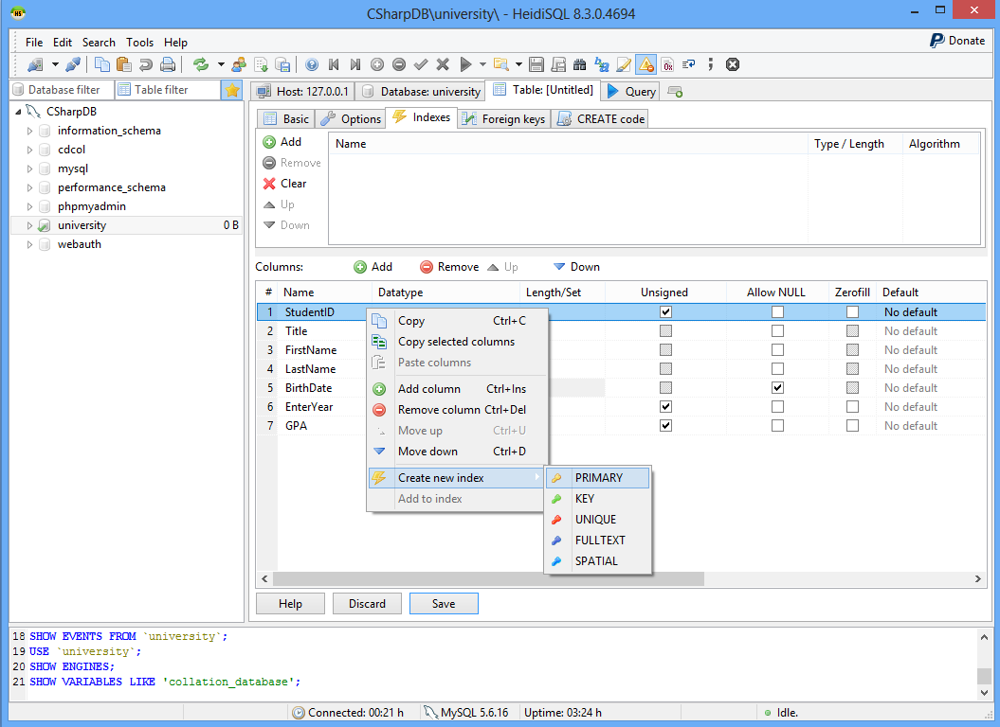 CSharpDB\university\ - HeidiSQL 8.3.0.4694
File Edit Search Tools Help
Donate
Database filter Table filter
Host: 127.0.0.1 Database: university Table: [Untitled] Query
CSharpDB
information_schema
cdcol
mysql
performance_schema
phpmyadmin
university 0 B
webauth
Basic Options Indexes Foreign keys CREATE code
Add
Remove
Clear
Up
Down
Name Type / Length Algorithm
Columns: Add Remove Up Down
# Name Datatype Length/Set Unsigned Allow NULL Zerofill Default
1 StudentID No default
2 Title No default
3 FirstName No default
4 LastName No default
5 BirthDate No default
6 EnterYear No default
7 GPA No default
Copy Ctrl+C
Copy selected columns
Paste columns
Add column Ctrl+Ins
Remove column Ctrl+Del
Move up Ctrl+U
Move down Ctrl+D
Create new index
Add to index
PRIMARY
KEY
UNIQUE
FULLTEXT
SPATIAL
Help Discard Save
18 SHOW EVENTS FROM `university`;
19 USE `university`;
20 SHOW ENGINES;
21 SHOW VARIABLES LIKE 'collation_database';
Connected: 00:21 h MySQL 5.6.16 Uptime: 03:24 h Idle.